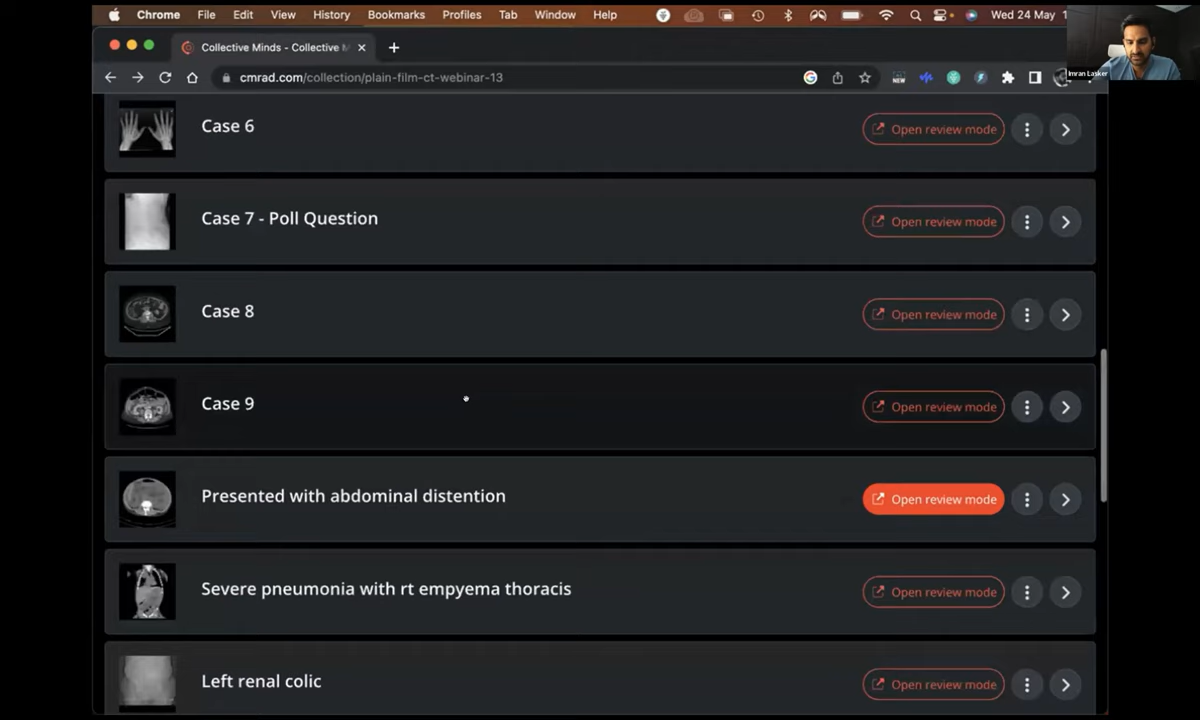 Chrome File Edit View History Bookmarks Profiles Tab Window Help Wed 24 May 1
Imran Lasker
Collective Minds - Collective M
cmrad.com/collection/plain-film-ct-webinar-13
NEW
Case 6
Open review mode
Case 7 - Poll Question
Open review mode
Case 8
Open review mode
Case 9
Open review mode
Presented with abdominal distention
Open review mode
Severe pneumonia with rt empyema thoracis
Open review mode
Left renal colic
Open review mode